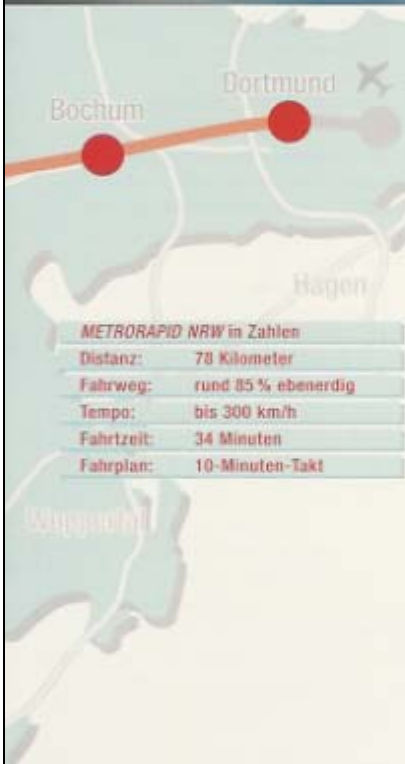 Dortmund
Bochum
Hagen
METRORAPID NRW in Zahlen
Distanz: 78 Kilometer
Fahrweg: rund 85 % ebenerdig
Tempo: bis 300 km/h
Fahrtzeit: 34 Minuten
Fahrplan: 10-Minuten-Takt
Wuppertal